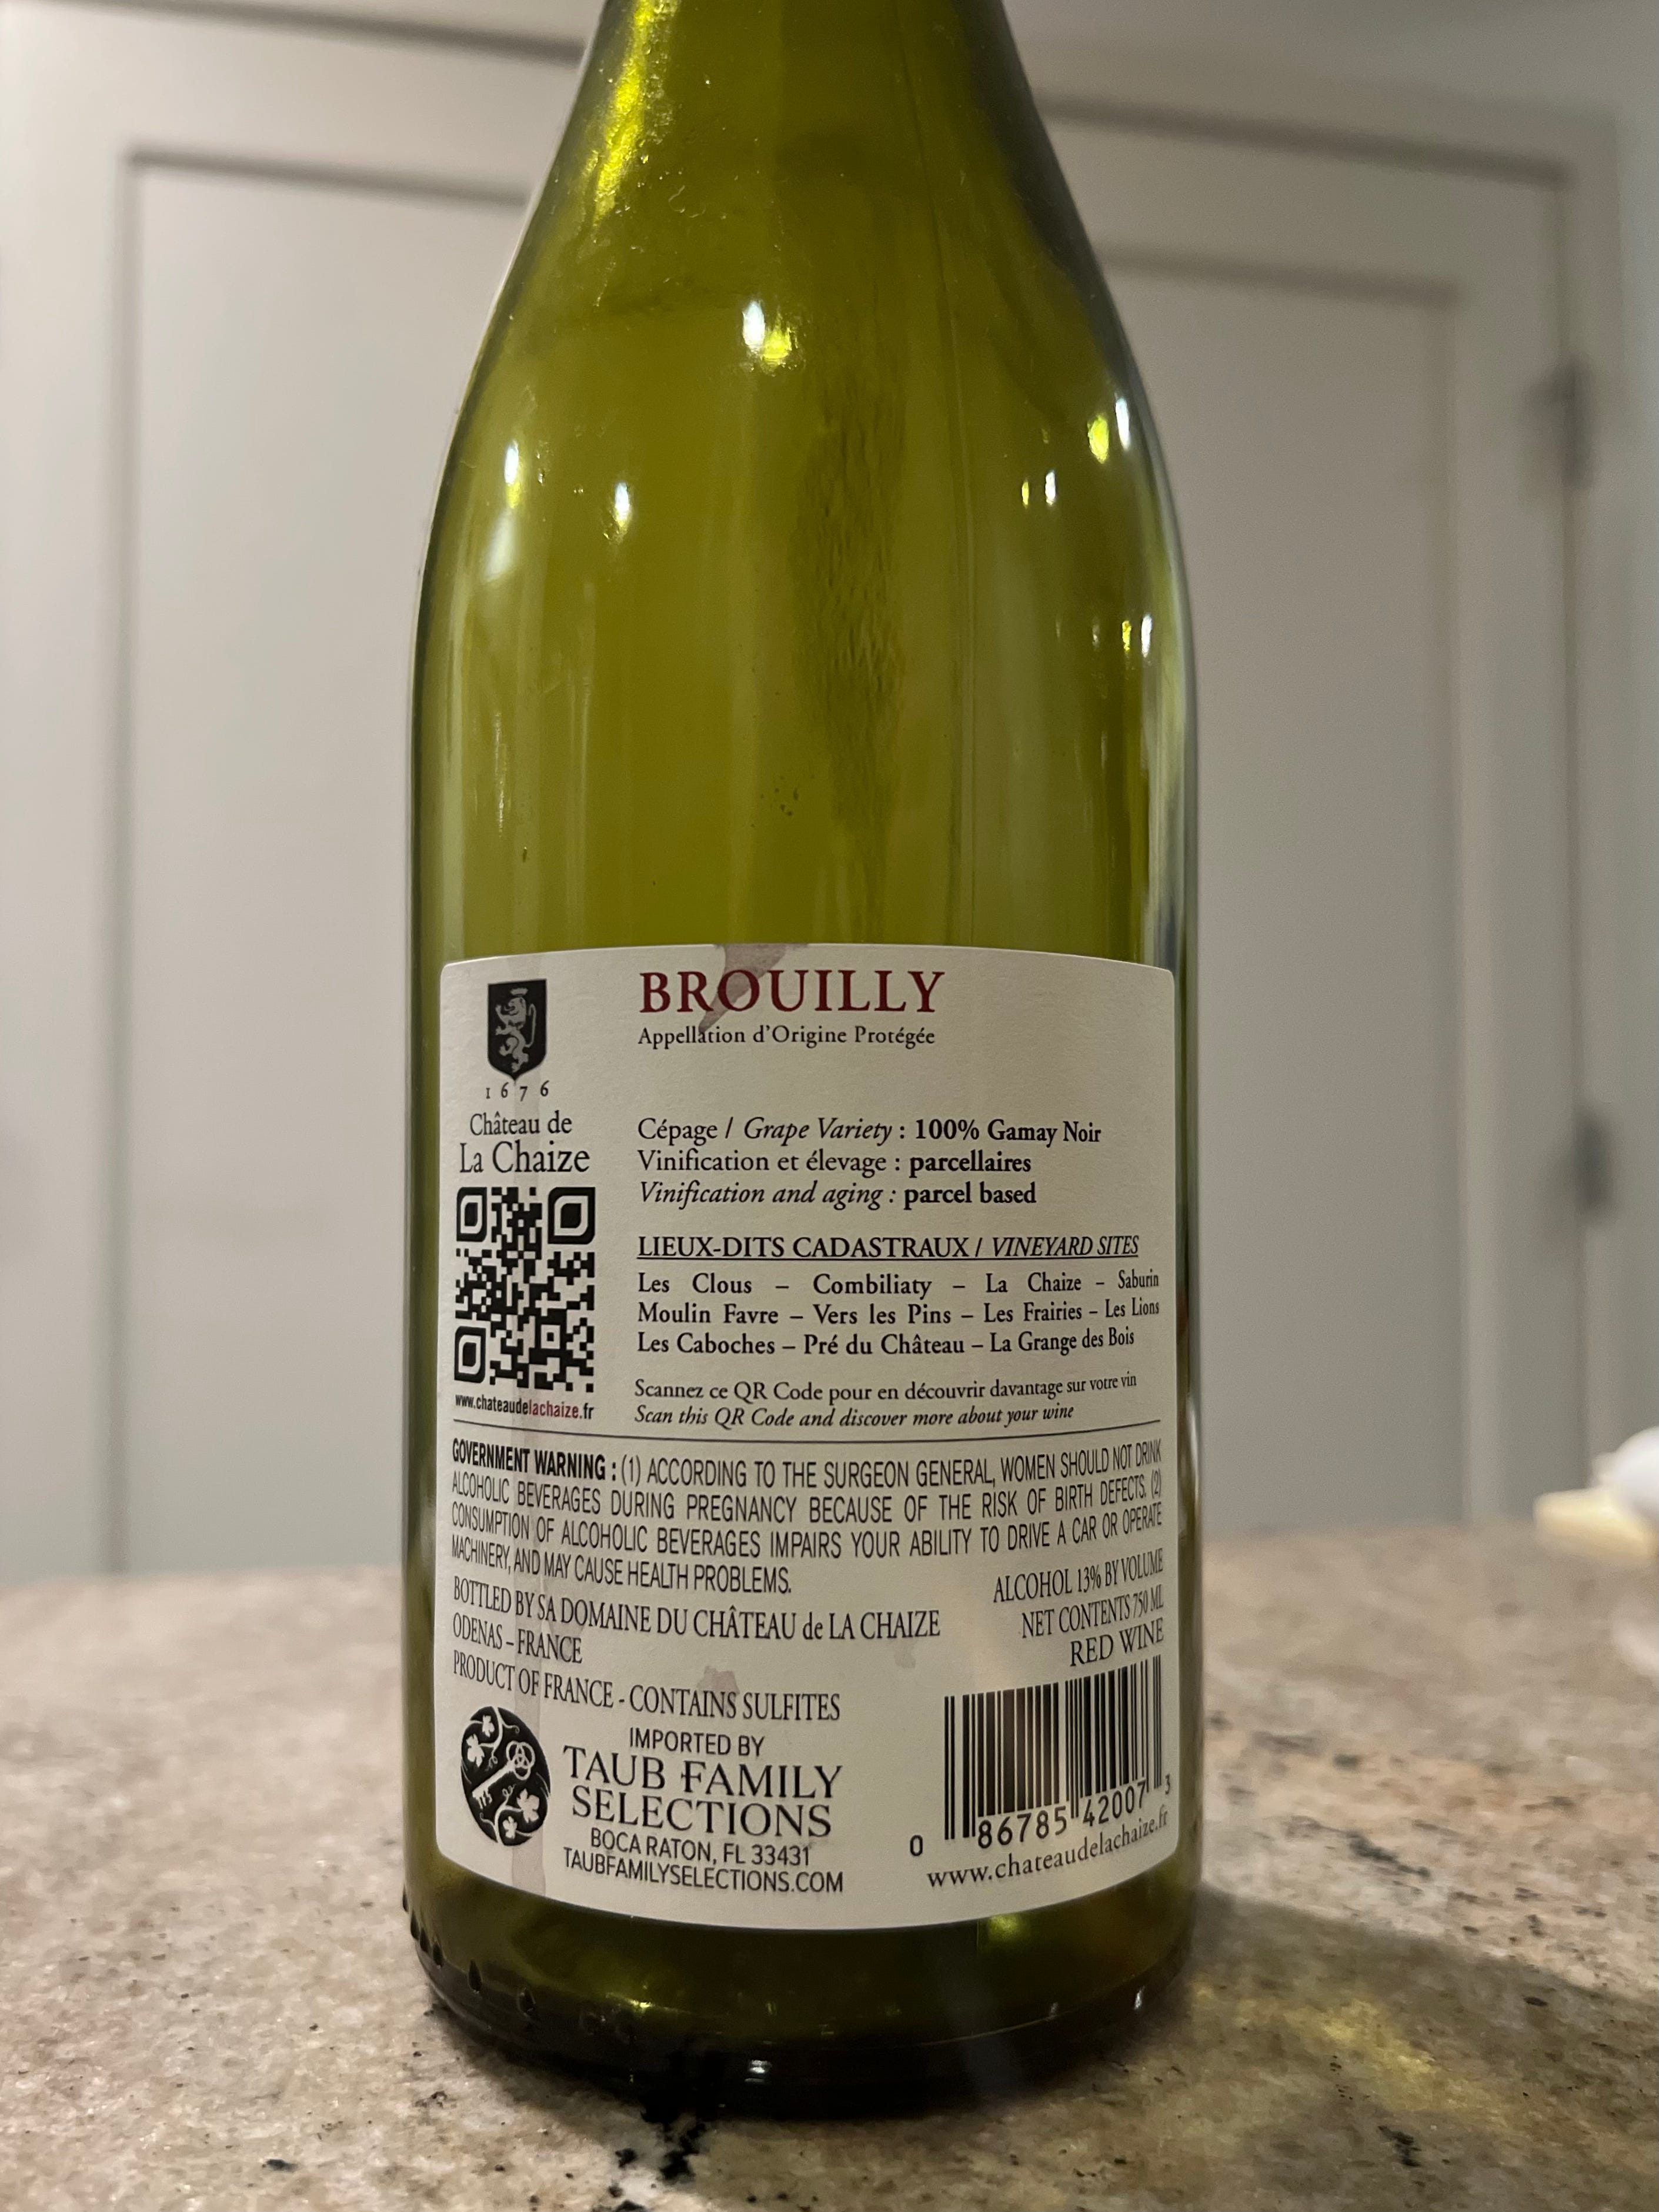 BROUILLY
Appellation d'Origine Protégée
1676
Château de
La Chaize
www.chateaudelachaize.fr
Cépage / Grape Variety : 100% Gamay Noir
Vinification et élevage : parcellaires
Vinification and aging : parcel based
LIEUX-DITS CADASTRAUX / VINEYARD SITES
Les Clous – Combiliaty – La Chaize – Saburin
Moulin Favre – Vers les Pins – Les Frairies – Les Lions
Les Caboches – Pré du Château – La Grange des Bois
Scannez ce QR Code pour en découvrir davantage sur votre vin
Scan this QR Code and discover more about your wine
GOVERNMENT WARNING : (1) ACCORDING TO THE SURGEON GENERAL, WOMEN SHOULD NOT DRINK
ALCOHOLIC BEVERAGES DURING PREGNANCY BECAUSE OF THE RISK OF BIRTH DEFECTS. (2)
CONSUMPTION OF ALCOHOLIC BEVERAGES IMPAIRS YOUR ABILITY TO DRIVE A CAR OR OPERATE
MACHINERY, AND MAY CAUSE HEALTH PROBLEMS.
BOTTLED BY SA DOMAINE DU CHÂTEAU de LA CHAIZE
ODENAS – FRANCE
PRODUCT OF FRANCE - CONTAINS SULFITES
ALCOHOL 13% BY VOLUME
NET CONTENTS 750 ML
RED WINE
IMPORTED BY
TAUB FAMILY
SELECTIONS
BOCA RATON, FL 33431
TAUBFAMILYSELECTIONS.COM
0 86785 42007 3
www.chateaudelachaize.fr